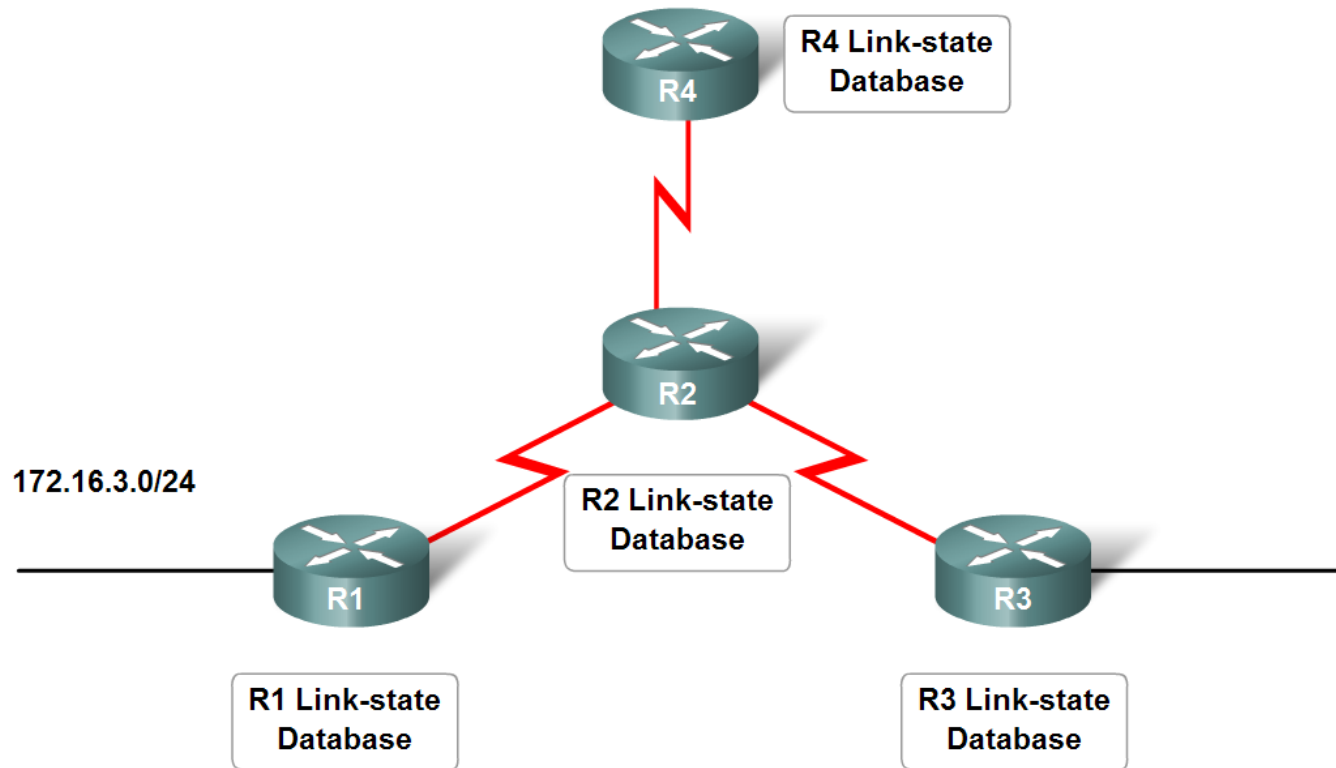 R4 Link-state
Database
R4
R2
172.16.3.0/24
R2 Link-state
Database
R1
R3
R1 Link-state
Database
R3 Link-state
Database